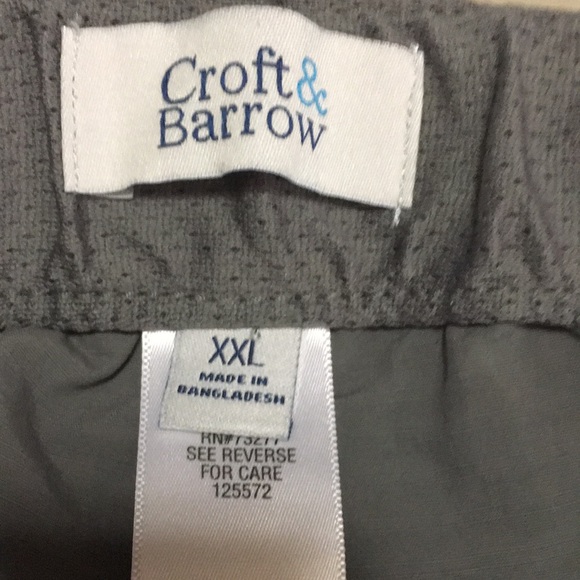 Croft&
Barrow
XXL
MADE IN
BANGLADESH
SEE REVERSE
FOR CARE
125572